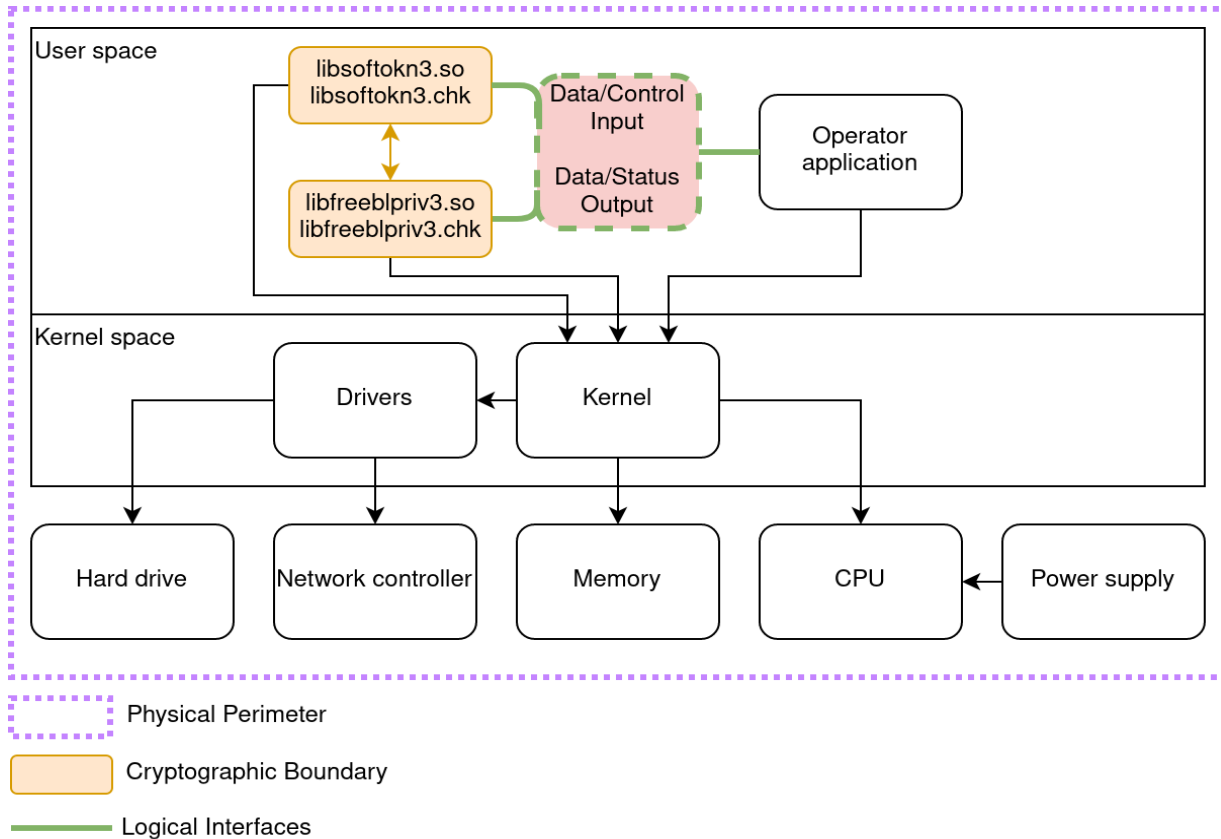 User space
libsoftokn3.so
libsoftokn3.chk
Data/Control
Input
Data/Status
Output
Operator
application
libfreeblpriv3.so
libfreeblpriv3.chk
Kernel space
Drivers
Kernel
Hard drive
Network controller
Memory
CPU
Power supply
Physical Perimeter
Cryptographic Boundary
Logical Interfaces